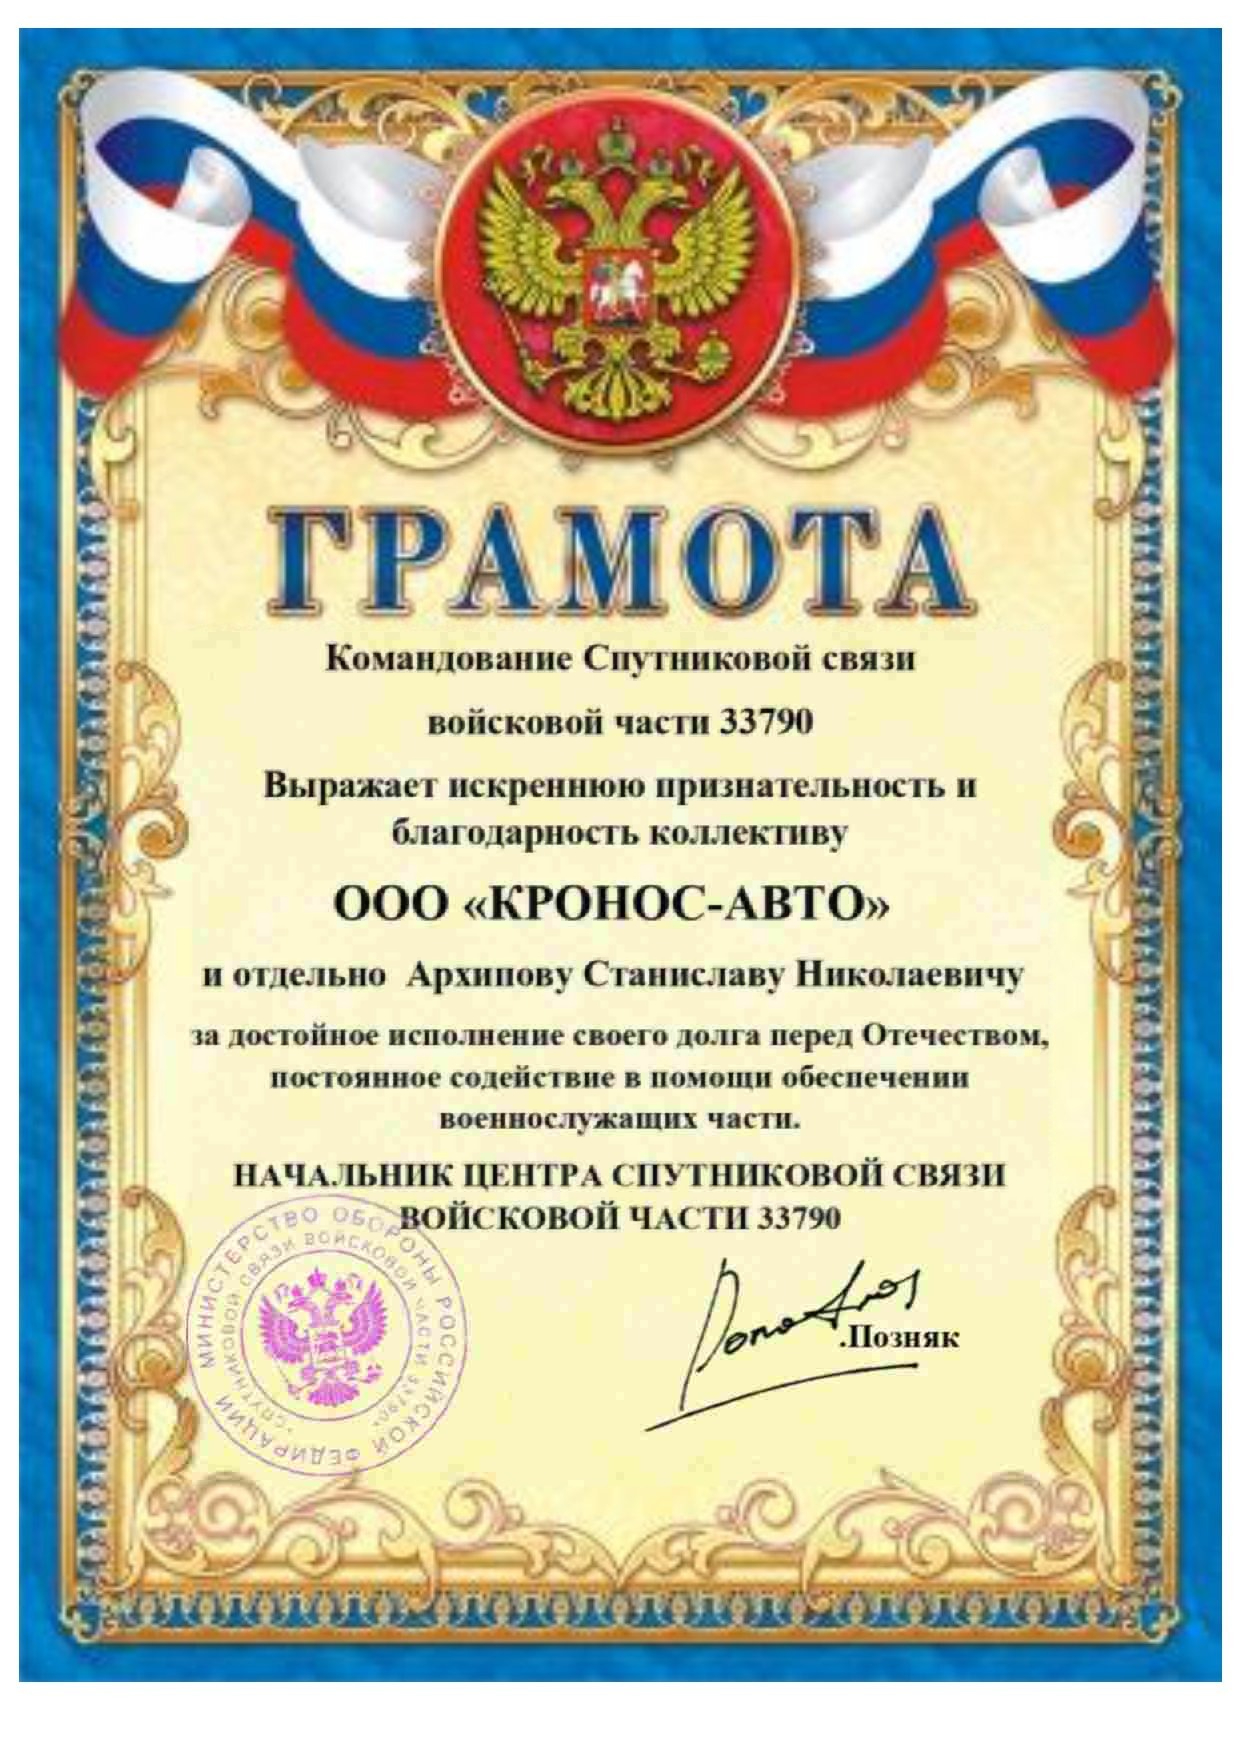 ГРАМОТА
Командование Спутниковой связи
войсковой части 33790
Выражает искреннюю признательность и
благодарность коллективу
ООО «КРОНОС-АВТО»
и отдельно Архипову Станиславу Николаевичу
за достойное исполнение своего долга перед Отечеством,
постоянное содействие в помощи обеспечении
военнослужащих части.
НАЧАЛЬНИК ЦЕНТРА СПУТНИКОВОЙ СВЯЗИ
ВОЙСКОВОЙ ЧАСТИ 33790
.Позняк
МИНИСТЕРСТВО ОБОРОНЫ РОССИЙСКОЙ ФЕДИРАЦИИ
"СПУТНИКОВОЙ СВЯЗИ ВОЙСКОВОЙ ЧАСТИ 33790"